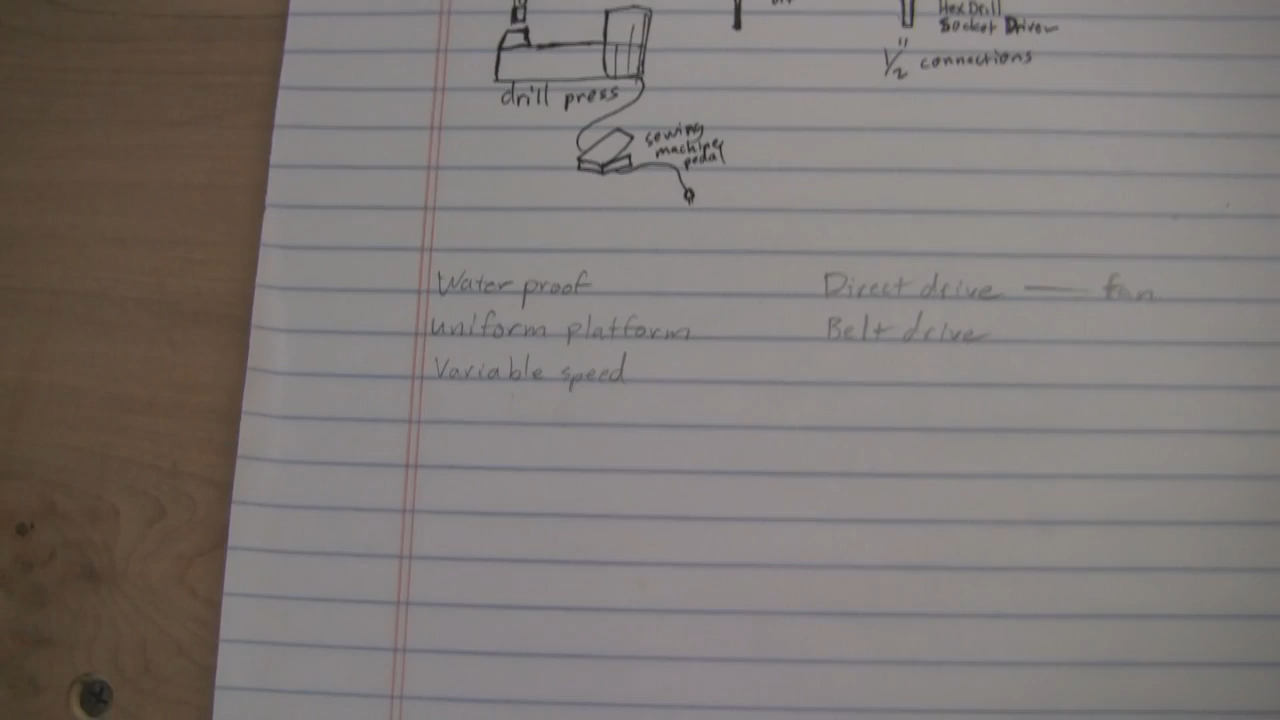 Hex Drill
Socket Driver
1/2" connections
drill press
sewing
machine
pedal
Water proof
uniform platform
Variable speed
Direct drive — fan
Belt drive